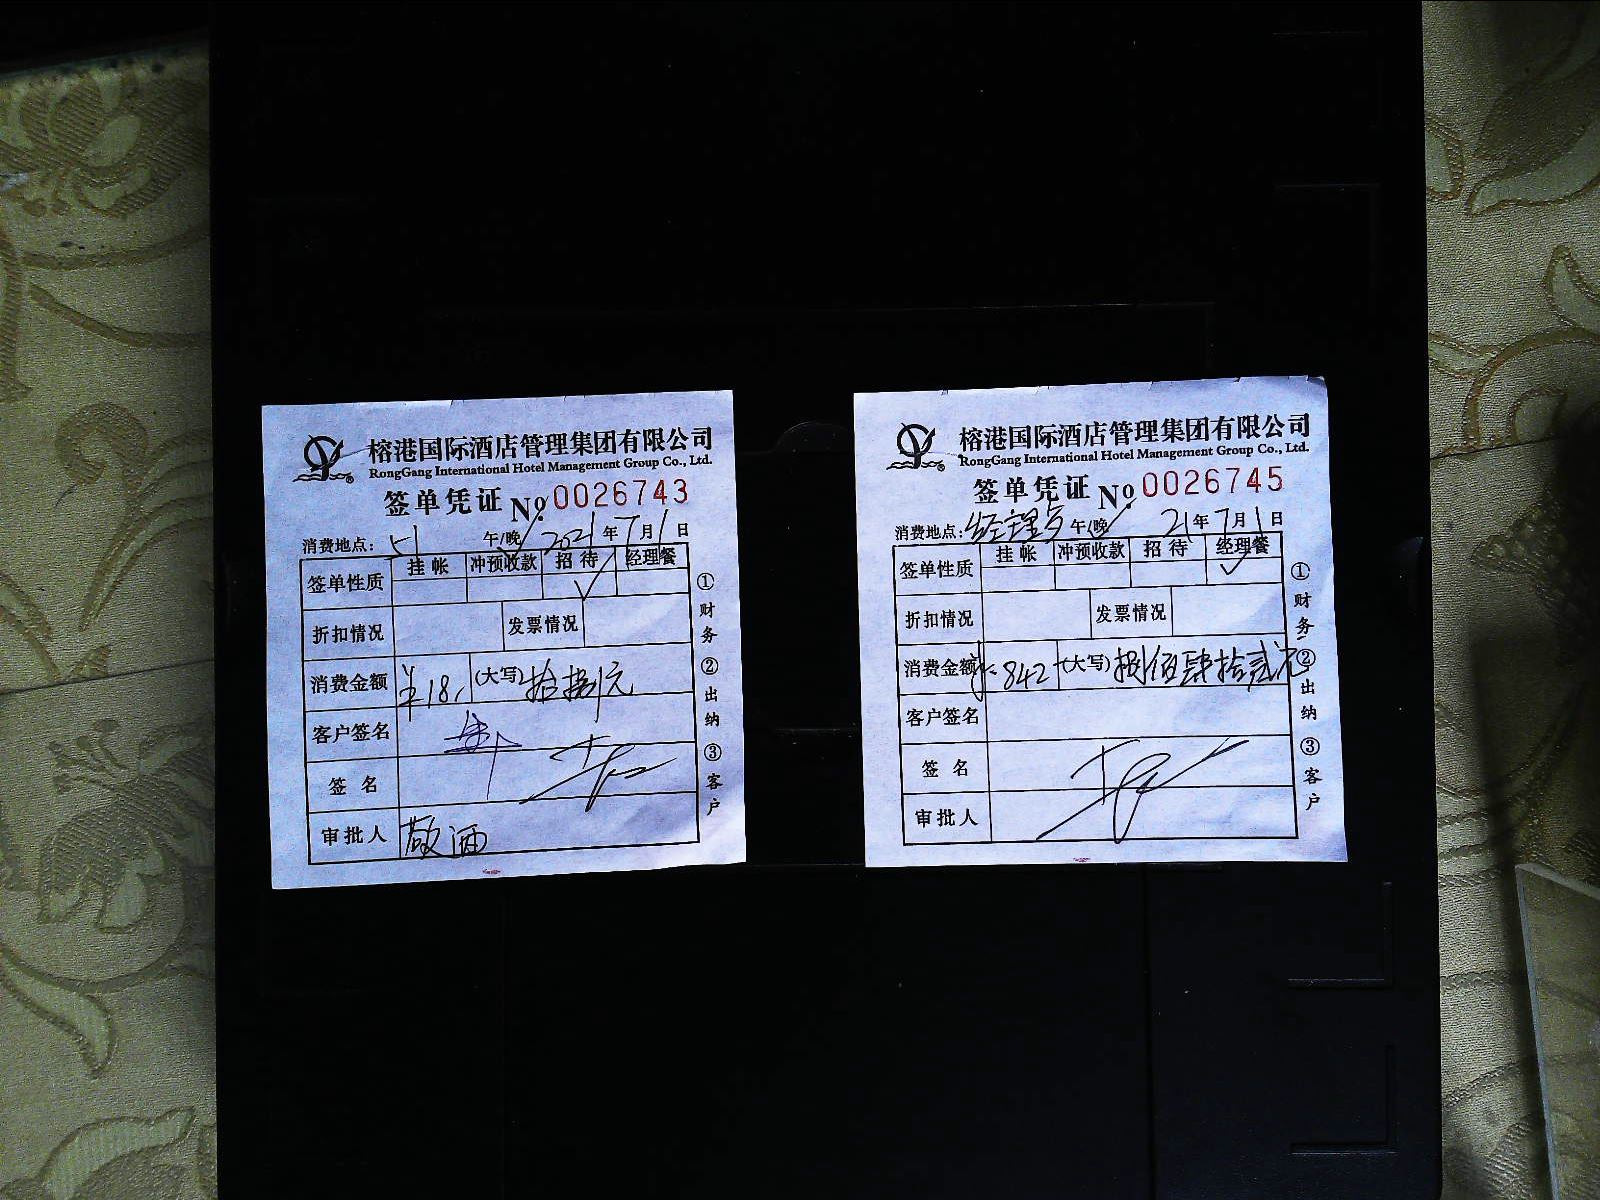 榕港国际酒店管理集团有限公司
RongGang International Hotel Management Group Co., Ltd.
签单凭证 No. 0026743
消费地点： 51 午/晚 2021 年 7 月 1 日
签单性质 挂帐 冲预收款 招待 经理餐
折扣情况 发票情况
消费金额 ￥18. (大写) 拾捌元
客户签名
签名
审批人 敬酒
①财务 ②出纳 ③客户
榕港国际酒店管理集团有限公司
RongGang International Hotel Management Group Co., Ltd.
签单凭证 No. 0026745
消费地点： 经理 午/晚 21 年 7 月 1 日
签单性质 挂帐 冲预收款 招待 经理餐
折扣情况 发票情况
消费金额 ￥842 (大写) 捌佰肆拾贰元
客户签名
签名
审批人
①财务 ②出纳 ③客户